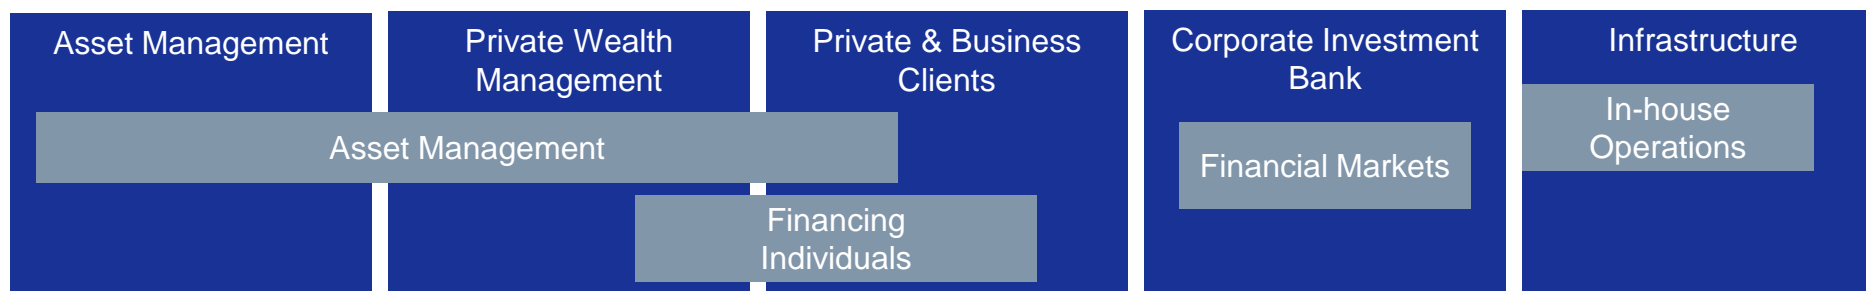 Asset Management
Private Wealth
Management
Private & Business
Clients
Corporate Investment
Bank
Infrastructure
Asset Management
Financing
Individuals
Financial Markets
In-house
Operations